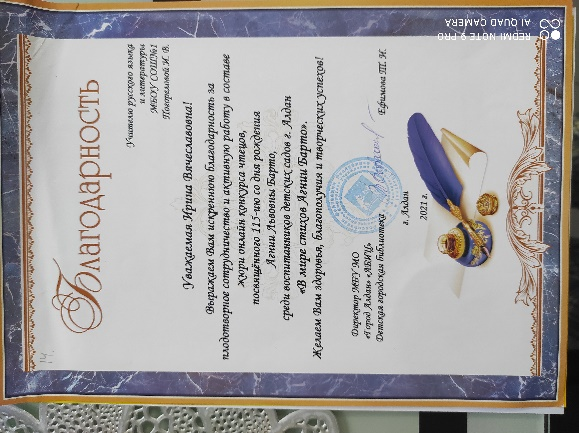 Благодарность
Учителю русского языка
и литературы
МБОУ СОШ№1
Погореловой И. В.
Уважаемая Ирина Вячеславовна!
Выражаем Вам искреннюю благодарность за
плодотворное сотрудничество и активную работу в составе
жюри онлайн конкурса чтецов,
посвящённого 115-ию со дня рождения
Агнии Львовны Барто,
среди воспитанников детских садов г. Алдан
«В мире стихов Агнии Барто».
Желаем Вам здоровья, благополучия и творческих успехов!
Директор МБУ МО
«Город Алдан» «АБИЦ»
Детская городская библиотека
Ефимова Т. Н.
г. Алдан
2021 г.
REDMI NOTE 9 PRO
AI QUAD CAMERA